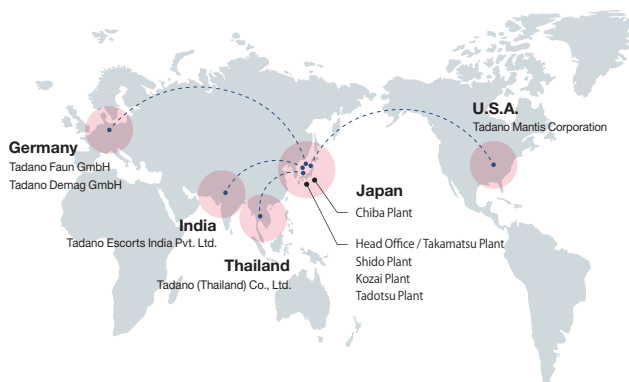 Germany
Tadano Faun GmbH
Tadano Demag GmbH
India
Tadano Escorts India Pvt. Ltd.
Thailand
Tadano (Thailand) Co., Ltd.
Japan
Chiba Plant
Head Office / Takamatsu Plant
Shido Plant
Kozai Plant
Tadotsu Plant
U.S.A.
Tadano Mantis Corporation